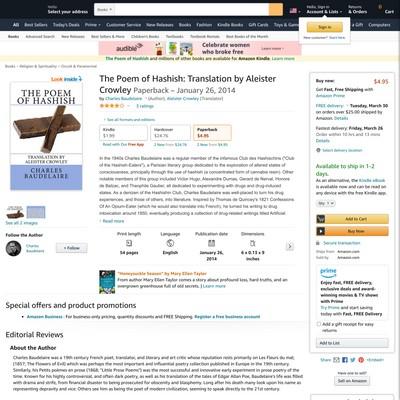 Hello
Select your address
Books
Hello, Sign in
Account & Lists
Returns
& Orders
Cart
Sign in
New customer? Start here.
All
Best Sellers
Today's Deals
Prime
New Releases
Books
Fashion
Kindle Books
Gift Cards
Toys & Games
Books
Advanced Search
New Releases
Best Sellers & More
Children's Books
Textbooks
Textbook Rentals
Best Books of the Month
audible
Celebrate women
who broke free
The Poem of Hashish and millions of other books are available for Amazon Kindle. Learn more
Books › Religion & Spirituality › Occult & Paranormal
Look inside
THE POEM OF
HASHISH
TRANSLATION BY
ALEISTER CROWLEY
CHARLES
BAUDELAIRE
See all 2 images
Follow the Author
Charles
Baudelaire
+ Follow
The Poem of Hashish: Translation by Aleister
Crowley Paperback – January 26, 2014
by Charles Baudelaire (Author), Aleister Crowley (Translator)
3 ratings
See all formats and editions
Kindle
$1.99
Hardcover
$24.76
Paperback
$4.95
Read with Our Free App
2 New from $24.76
2 New from $4.95
In the 1840s Charles Baudelaire was a regular member of the infamous Club des Hashischins ("Club
of the Hashish-Eaters"), a Parisian literary group dedicated to the exploration of altered states of
consciousness, principally through the use of hashish (a concentrated form of cannabis resin). Other
notable members of this group included Victor Hugo, Alexandre Dumas, Gerard de Nerval, Honore
de Balzac, and Theophile Gautier; all dedicated to experimenting with drugs and drug-induced
states. As a denizen of the Hashischin Club, Charles Baudelaire was well-placed to turn his drug
experiences, and those of others, into literature. Inspired by Thomas de Quincey's 1821 Confessions
Of An Opium-Eater (which he would also translate into French), he turned his writing to drug
intoxication around 1850, eventually producing a collection of drug-related writings titled Artificial
Read more
Print length
54 pages
Language
English
Publication date
January 26,
2014
Dimensions
6 x 0.13 x 9
inches
"Honeysuckle Season" by Mary Ellen Taylor
From author Mary Ellen Taylor comes a story about profound loss, hard truths, and an
overgrown greenhouse full of old secrets. | Learn more
Buy new:
$4.95
FREE delivery: Tuesday, March 30
on orders over $25.00 shipped by
Amazon. Details
Fastest delivery: Friday, March 26
Order within 10 hrs and 13
mins Details
Available to ship in 1-2
days.
As an alternative, the Kindle eBook
is available now and can be read on
any device with the free Kindle app.
Qty: 1
Add to Cart
Buy Now
Secure transaction
Ships from Amazon.com
Sold by Amazon.com
prime
Enjoy Fast, FREE delivery,
exclusive deals and award-
winning movies & TV shows
with Prime
Try Prime and start saving
today with Fast, FREE Delivery
Add a gift receipt for easy
returns
Add to List
Share
<Embed>
Have one to sell?
Sell on Amazon
Special offers and product promotions
Amazon Business : For business-only pricing, quantity discounts and FREE Shipping. Register a free business account
Editorial Reviews
About the Author
Charles Baudelaire was a 19th century French poet, translator, and literary and art critic whose reputation rests primarily on Les Fleurs du mal;
(1857; The Flowers of Evil) which was perhaps the most important and influential poetry collection published in Europe in the 19th century.
Similarly, his Petits poèmes en prose (1868; "Little Prose Poems") was the most successful and innovative early experiment in prose poetry of the
time. Known for his highly controversial, and often dark poetry, as well as his translation of the tales of Edgar Allan Poe, Baudelaire's life was filled
with drama and strife, from financial disaster to being prosecuted for obscenity and blasphemy. Long after his death many look upon his name as
representing depravity and vice: Others see him as being the poet of modern civilization, seeming to speak directly to the 21st century.